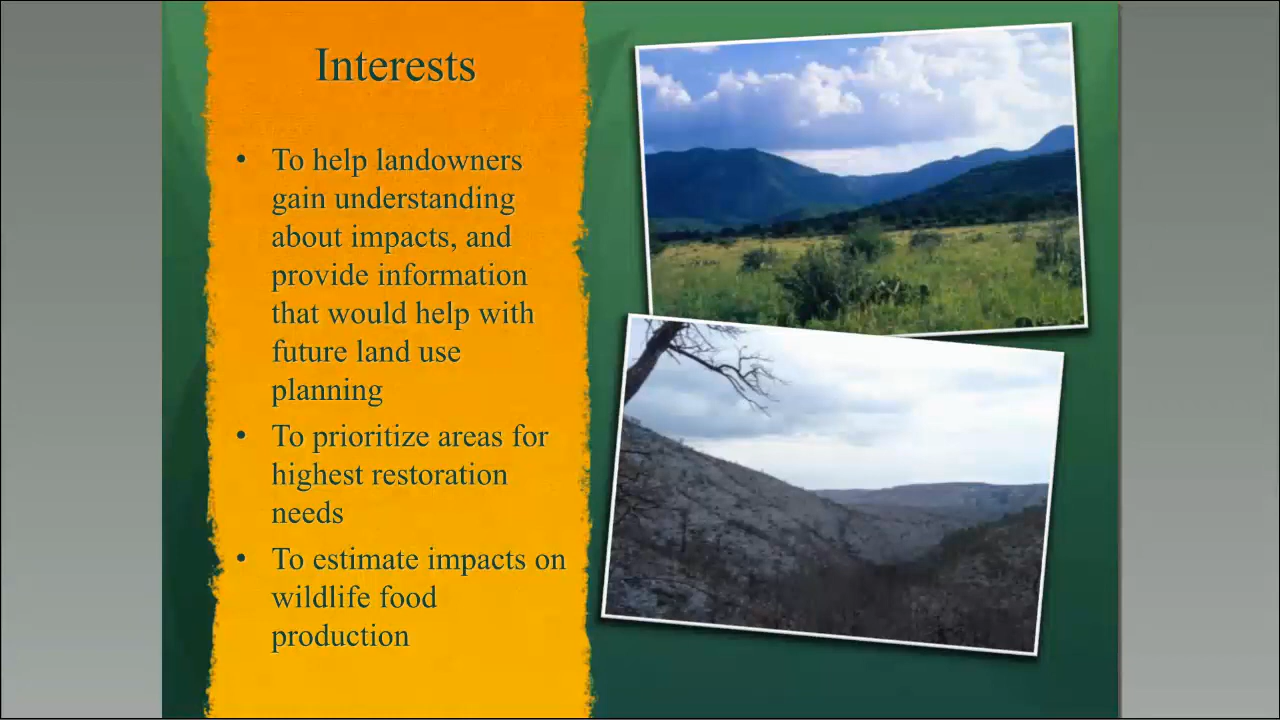 Interests
• To help landowners
gain understanding
about impacts, and
provide information
that would help with
future land use
planning
• To prioritize areas for
highest restoration
needs
• To estimate impacts on
wildlife food
production